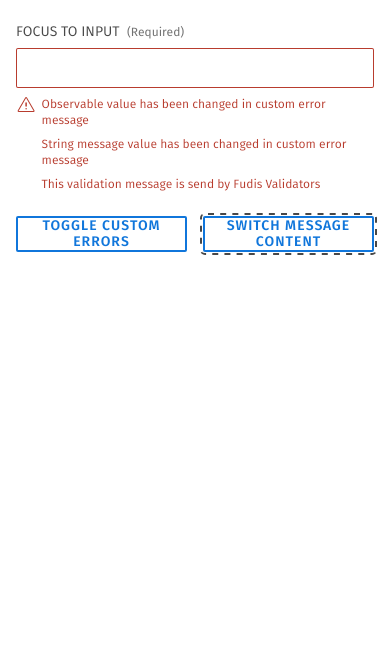 FOCUS TO INPUT (Required)
Observable value has been changed in custom error
message
String message value has been changed in custom error
message
This validation message is send by Fudis Validators
TOGGLE CUSTOM
ERRORS
SWITCH MESSAGE
CONTENT